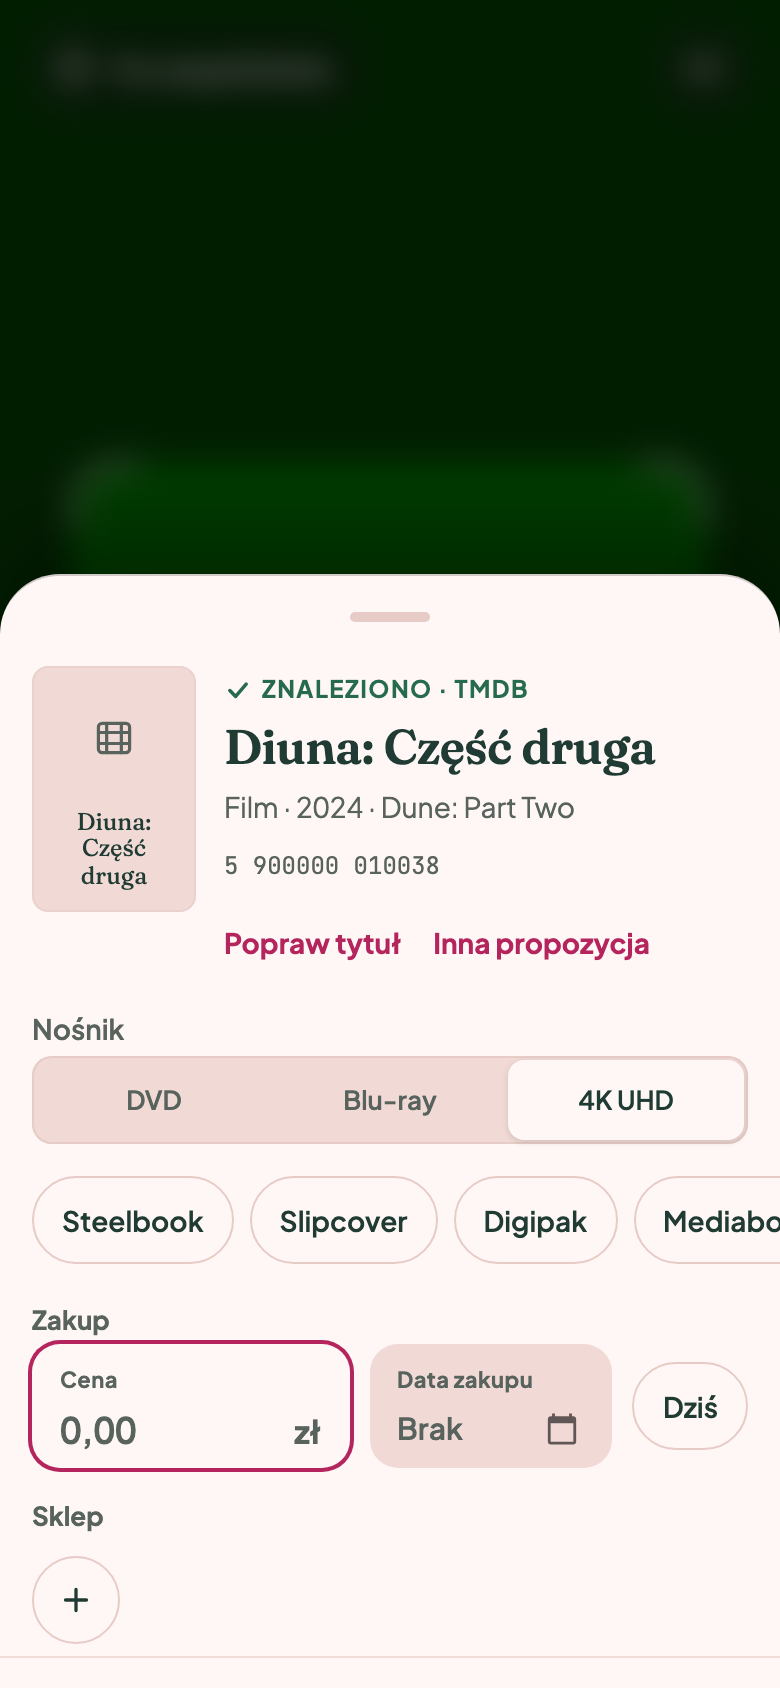 ZNALEZIONO · TMDB
Diuna: Część druga
Film · 2024 · Dune: Part Two
5 900000 010038
Diuna:
Część
druga
Popraw tytuł Inna propozycja
Nośnik
DVD Blu-ray 4K UHD
Steelbook Slipcover Digipak Mediabo
Zakup
Cena
0,00 zł
Data zakupu
Brak
Dziś
Sklep